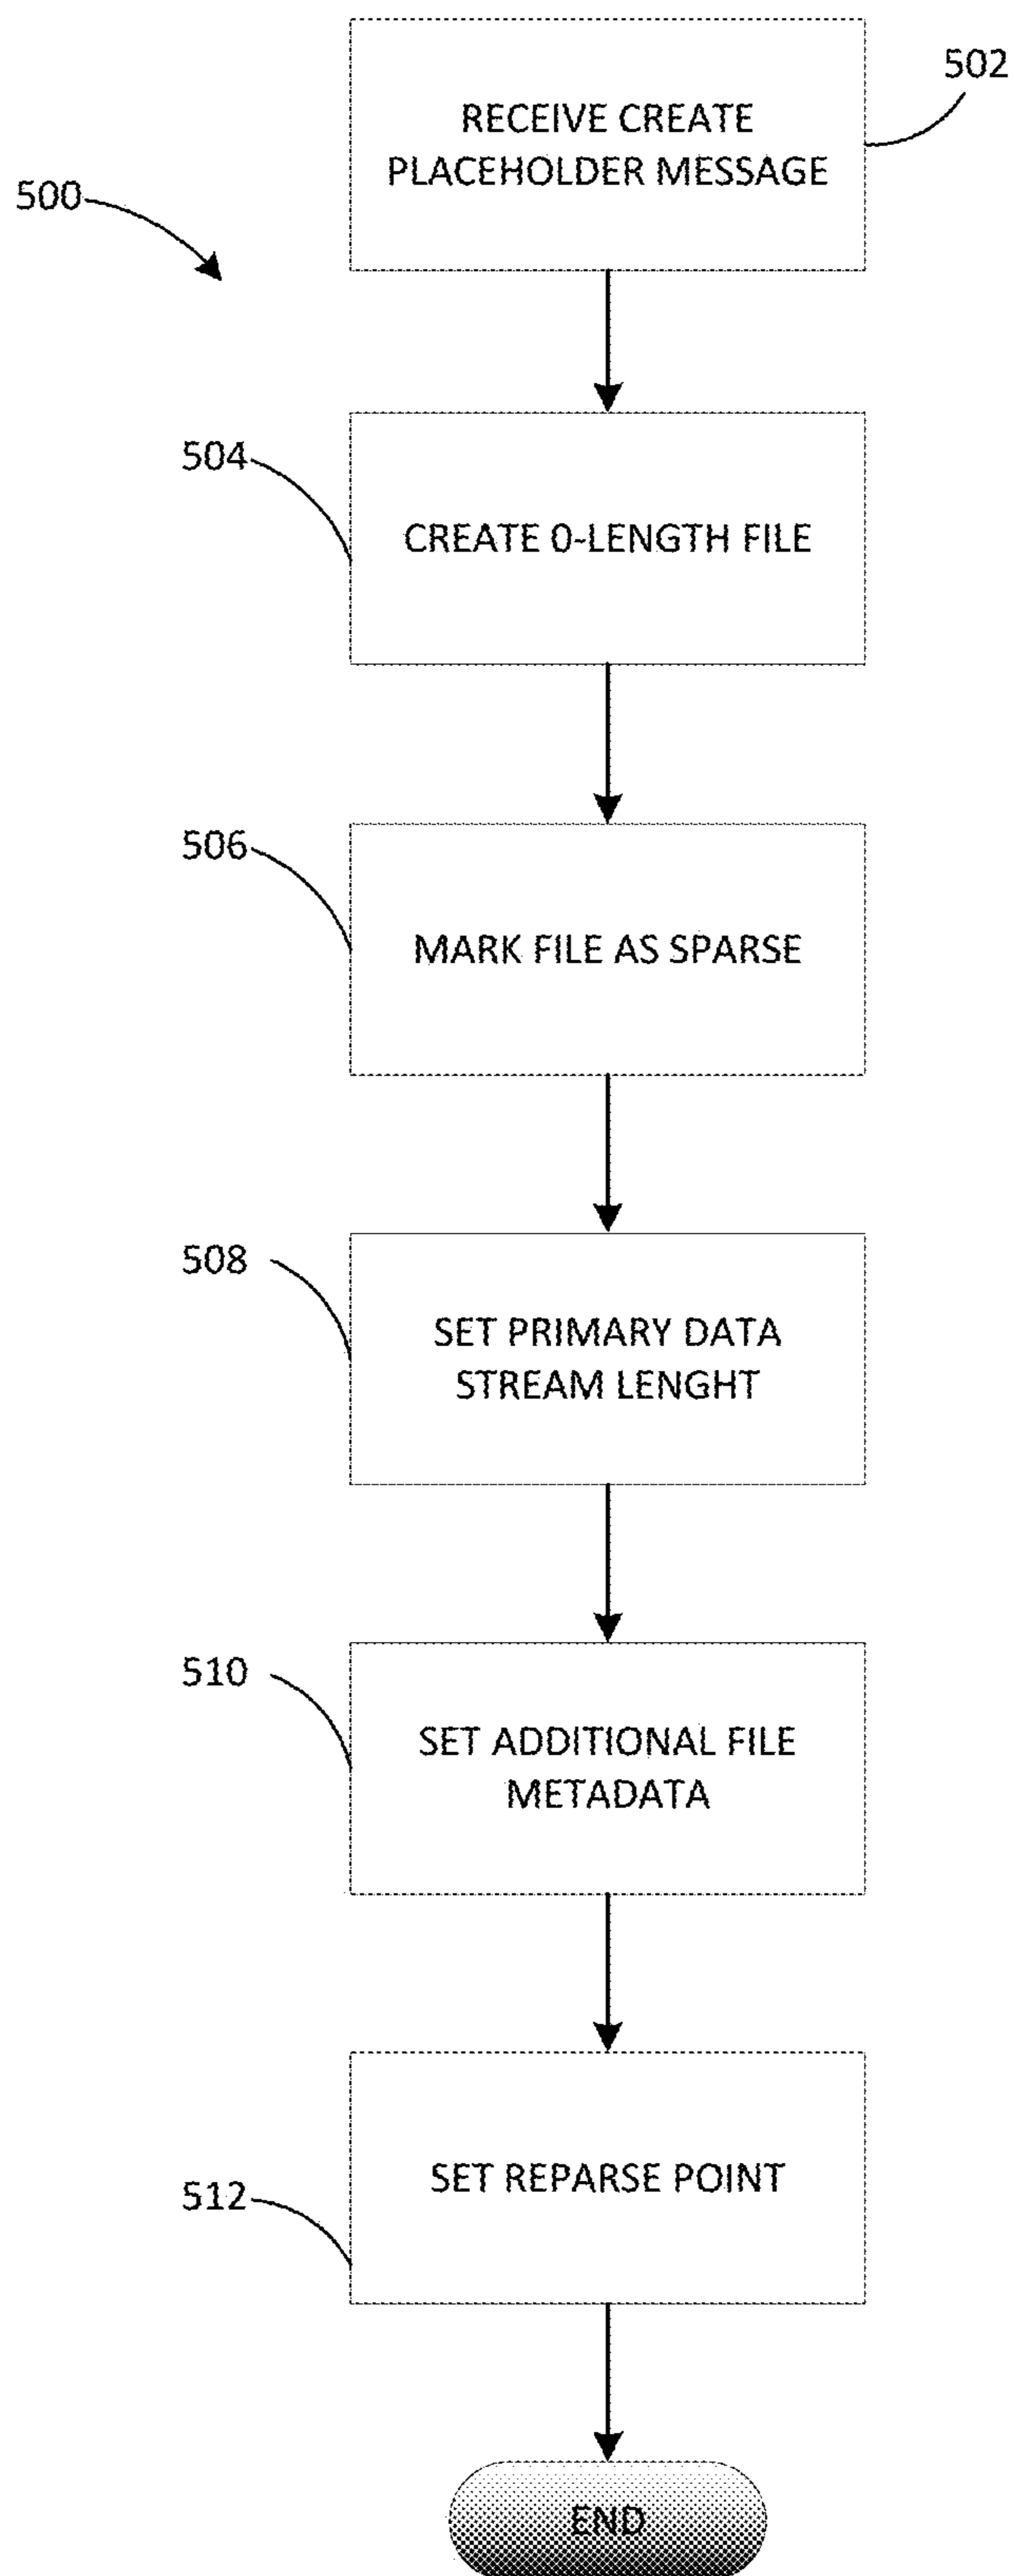 502
RECEIVE CREATE
PLACEHOLDER MESSAGE
500
504
CREATE 0-LENGTH FILE
506
MARK FILE AS SPARSE
508
SET PRIMARY DATA
STREAM LENGHT
510
SET ADDITIONAL FILE
METADATA
SET REPARSE POINT
512
END